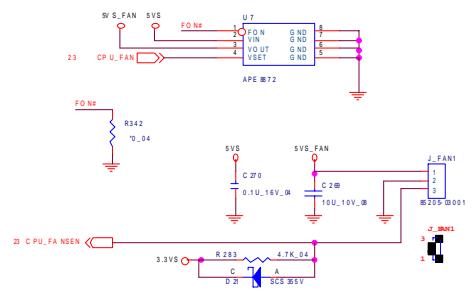 U7
5VS_FAN 5VS FON# 1 FON GND 8
2 VIN GND 7
3 VOUT GND 6
23 CPU_FAN 4 VSET GND 5
APE8872
FON#
R342
*0_04
5VS 5VS_FAN
J_FAN1
C270 C269 1
2
0.1U_16V_04 10U_10V_08 3
85205-03001
J_FAN1
23 CPU_FANSEN 3
R283 4.7K_04
3.3VS 1
C A
D21 SCS355V